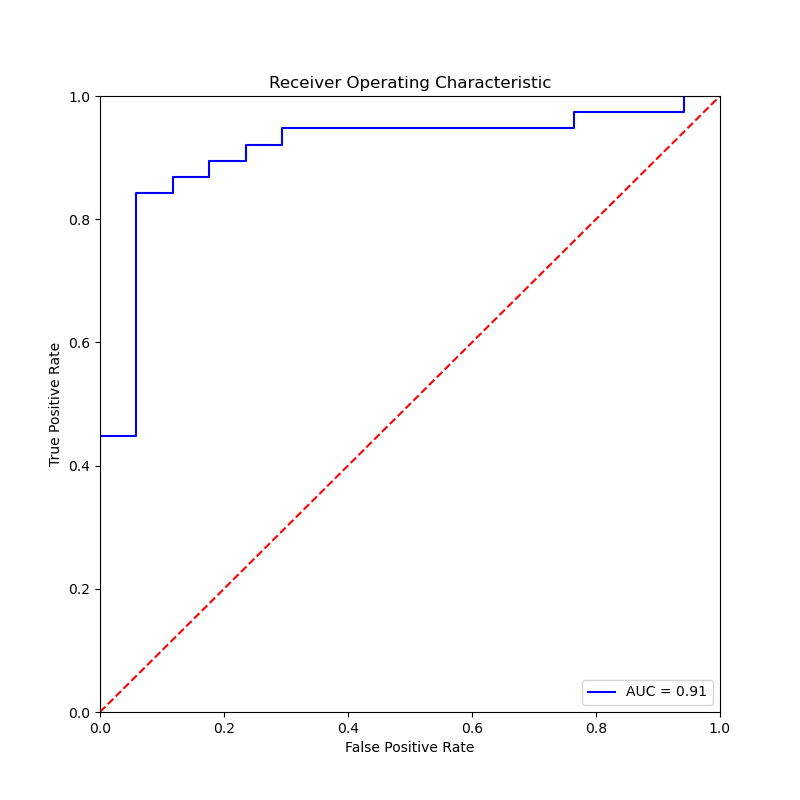 Receiver Operating Characteristic
1.0
0.8
0.6
0.4
0.2
0.0
True Positive Rate
AUC = 0.91
0.0 0.2 0.4 0.6 0.8 1.0
False Positive Rate